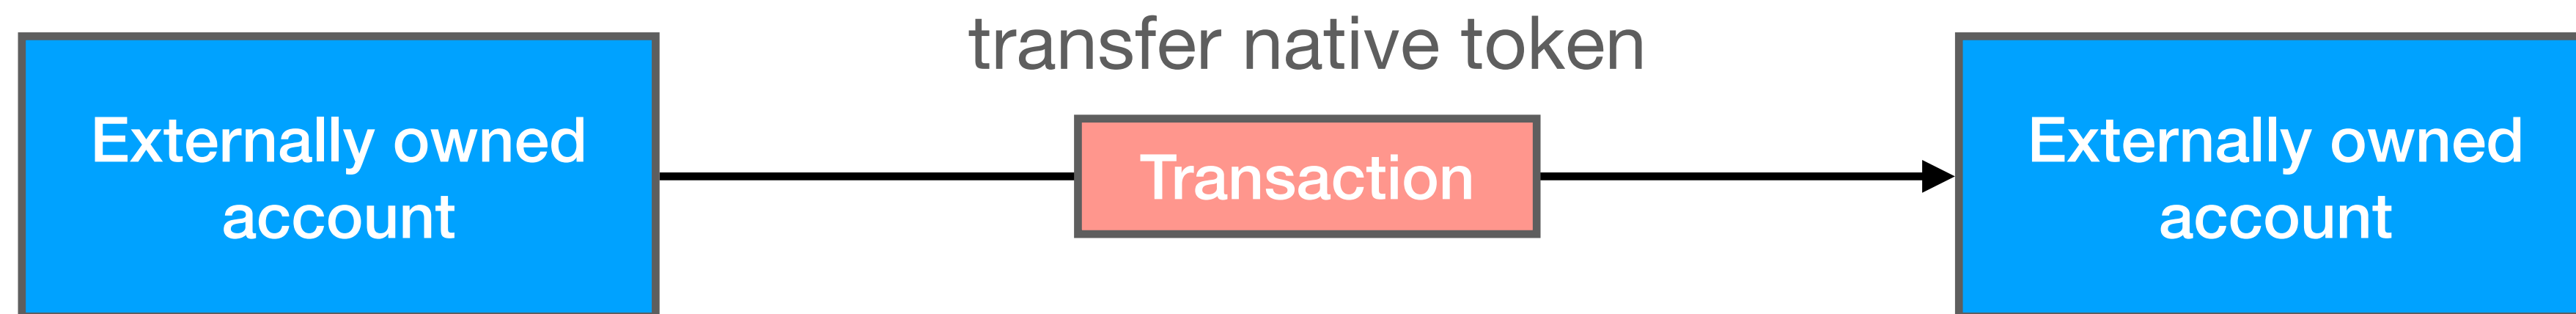 transfer native token
Externally owned
account
Transaction
Externally owned
account